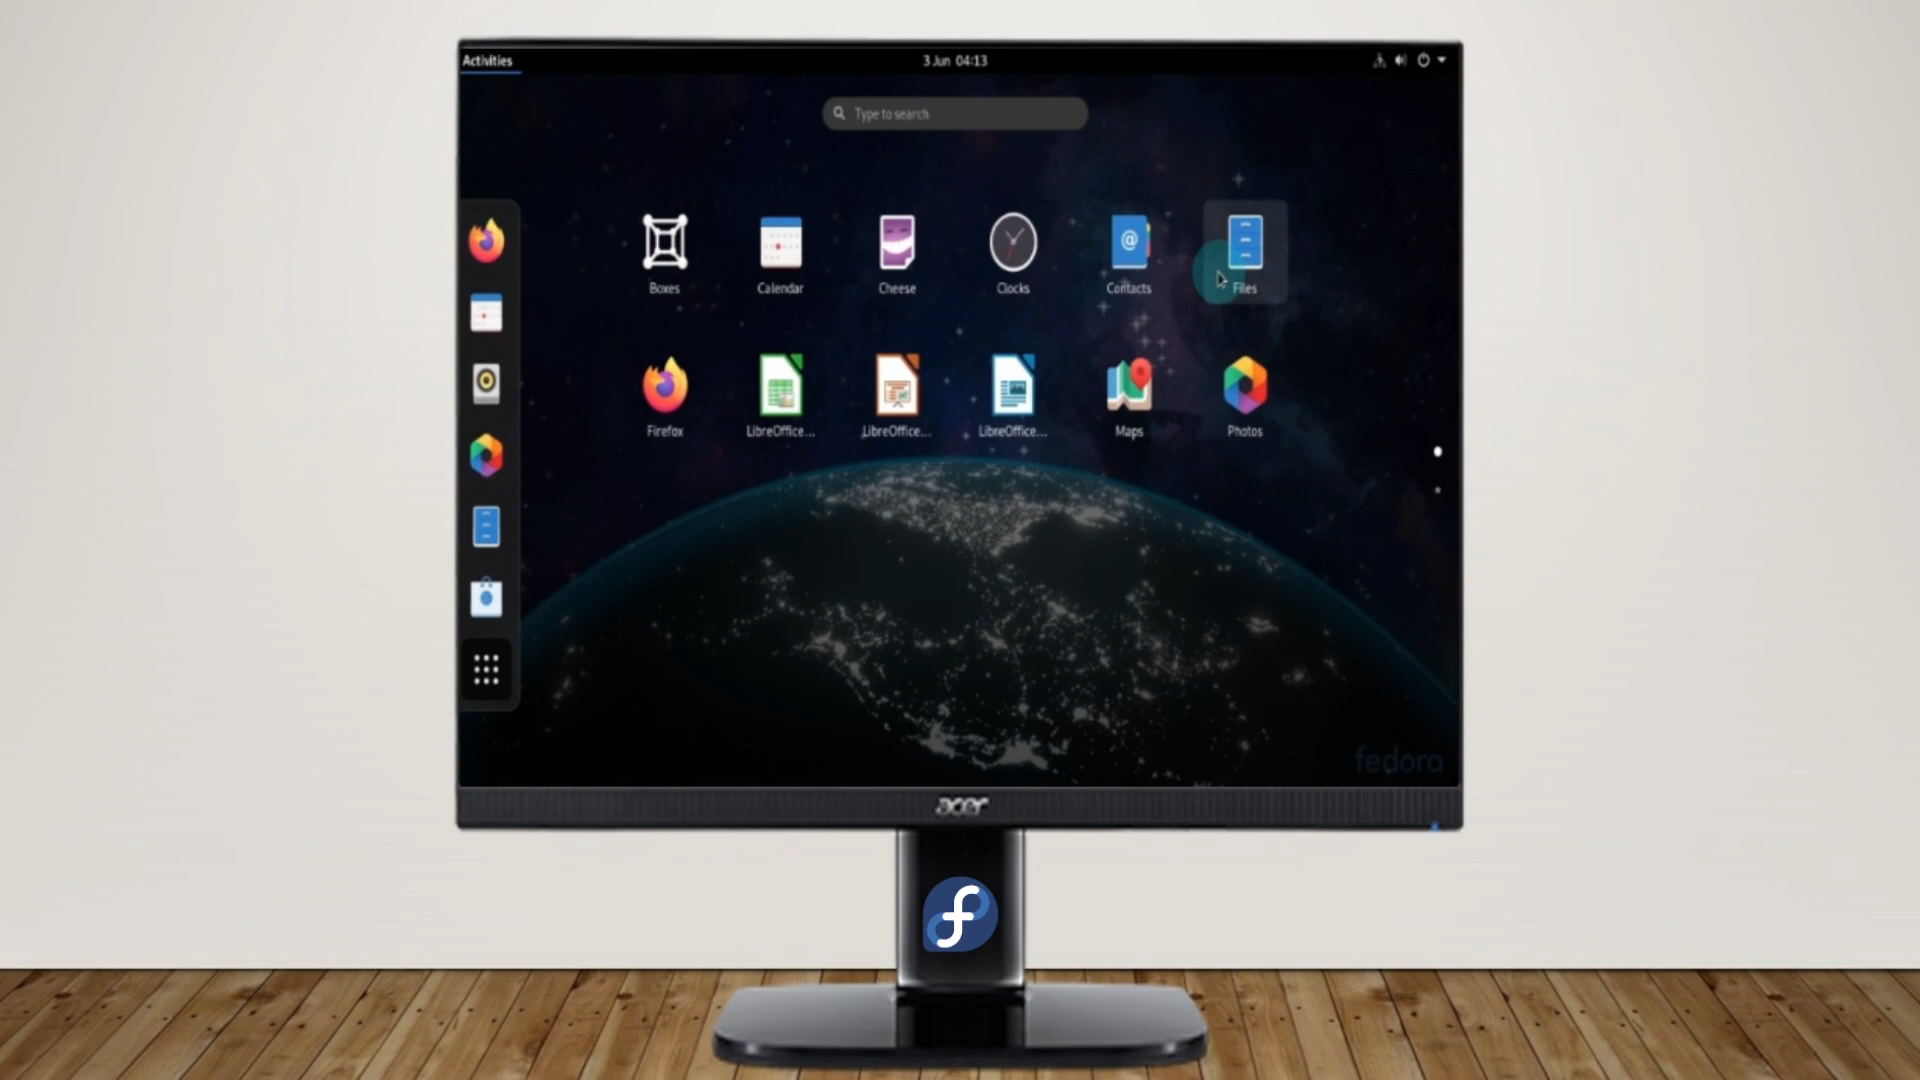 Activities
3 Jun 04:13
Type to search
Boxes
Calendar
Cheese
Clocks
Contacts
Files
Firefox
LibreOffice...
LibreOffice...
LibreOffice...
Maps
Photos
fedora
acer